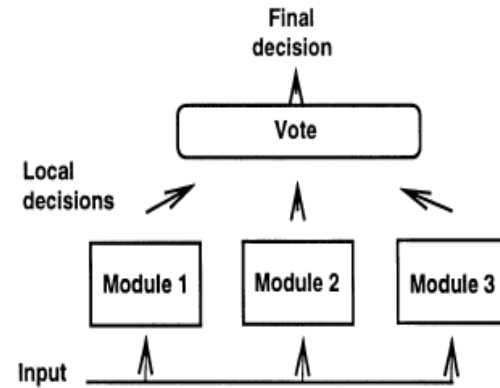 Final
decision
Vote
Local
decisions
Module 1
Module 2
Module 3
Input